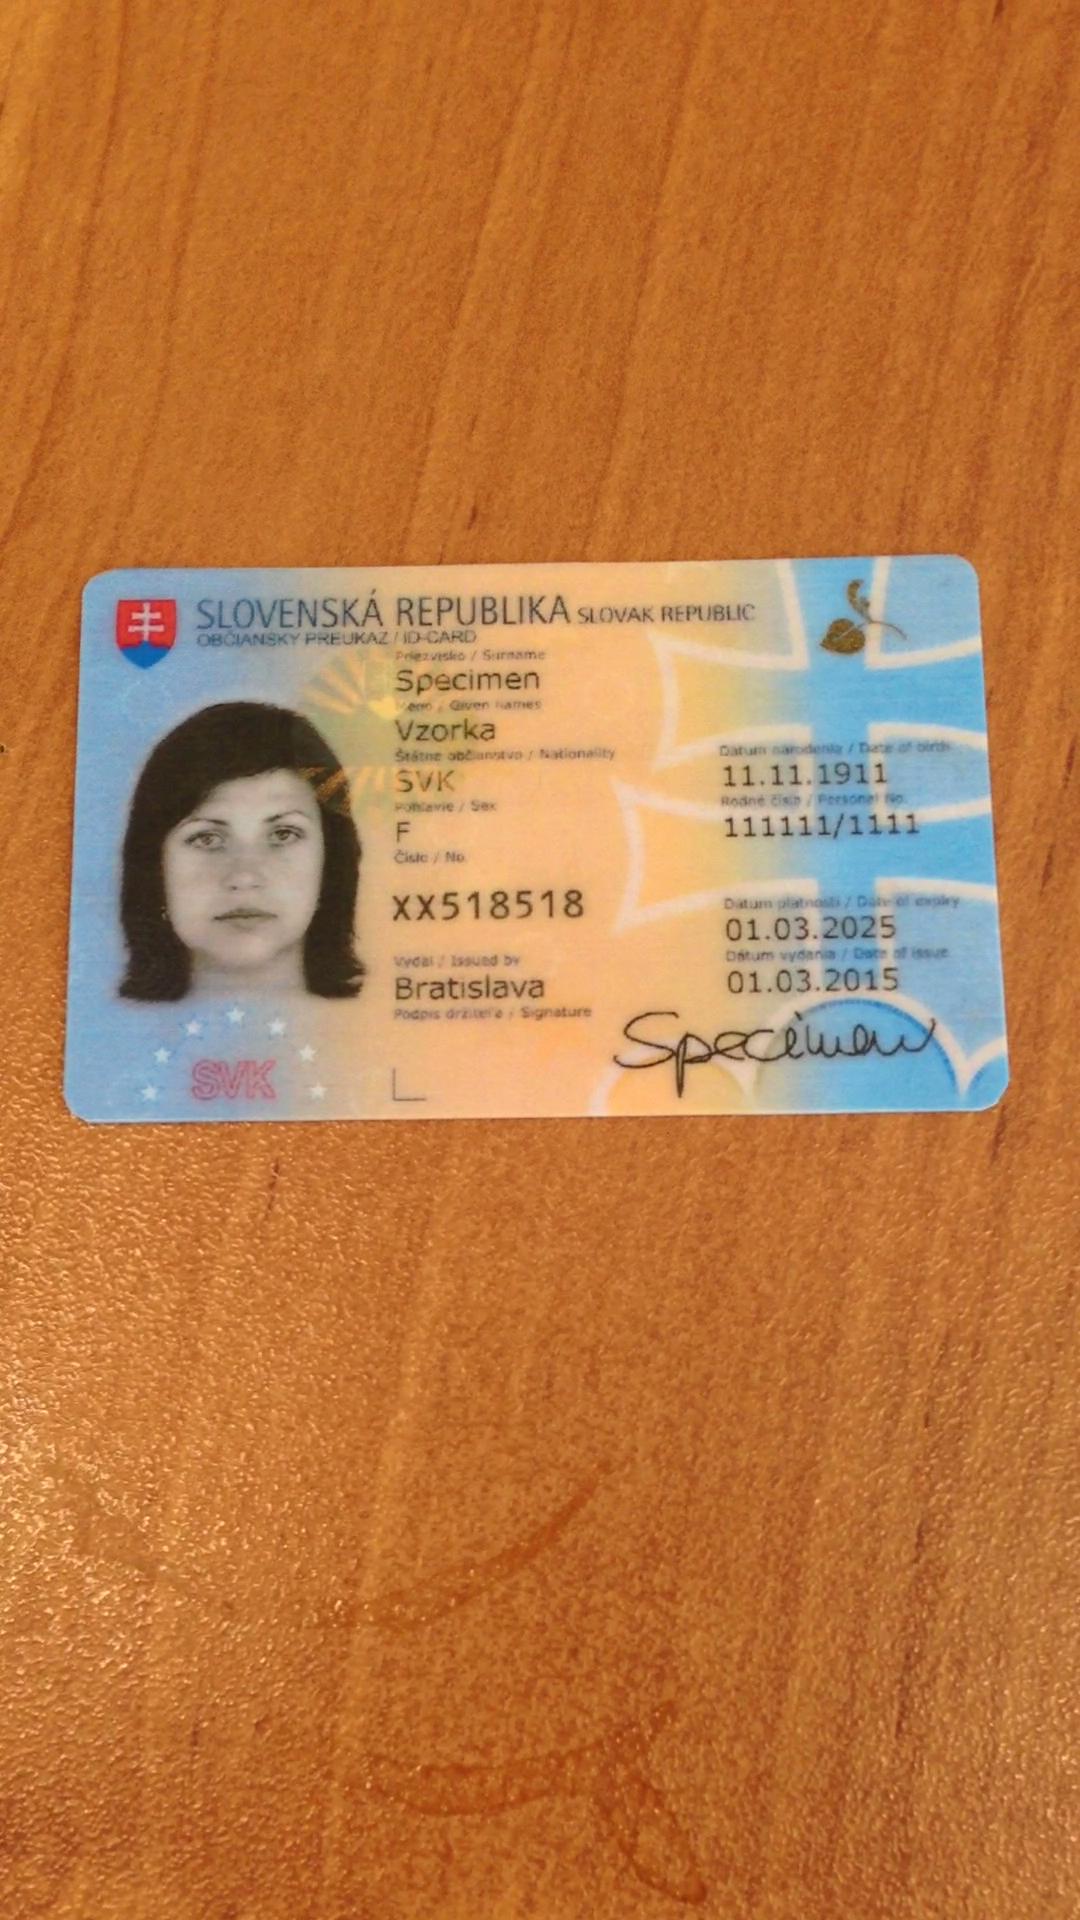 SLOVENSKÁ REPUBLIKA SLOVAK REPUBLIC
OBČIANSKY PREUKAZ / ID-CARD
Priezvisko / Surname
Specimen
Meno / Given names
Vzorka
Štátne občianstvo / Nationality
SVK
Pohlavie / Sex
F
Číslo / No.
XX518518
Vydal / Issued by
Bratislava
Podpis držiteľa / Signature
Dátum narodenia / Date of birth
11.11.1911
Rodné číslo / Personal No.
111111/1111
Dátum platnosti / Date of expiry
01.03.2025
Dátum vydania / Date of issue
01.03.2015
Specimen
SVK